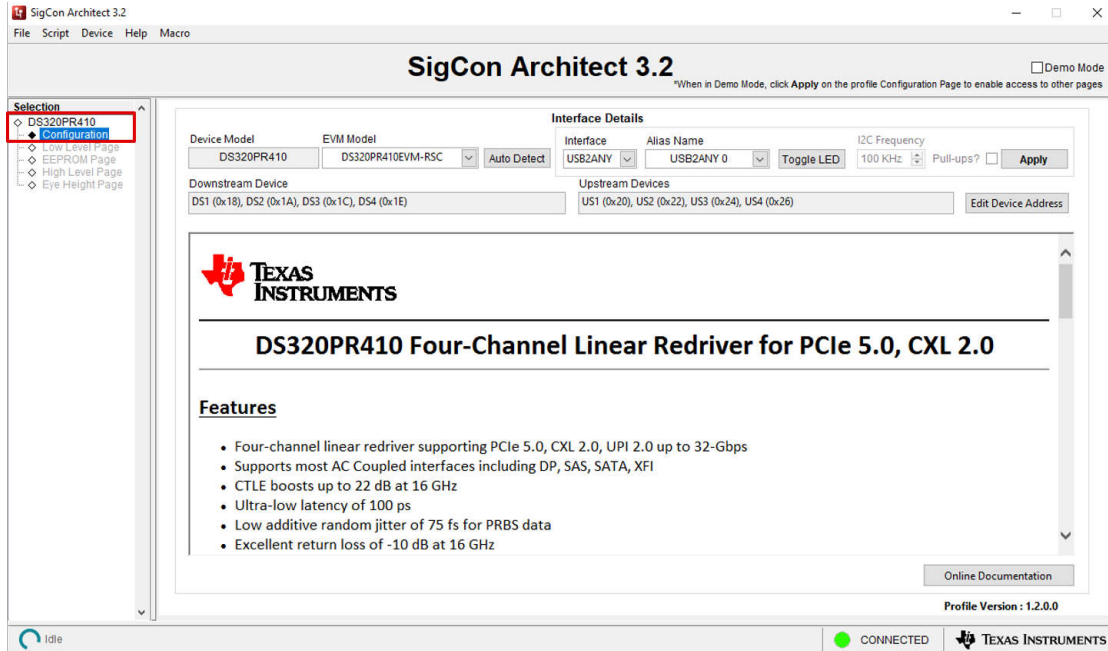 SigCon Architect 3.2
File Script Device Help Macro
SigCon Architect 3.2
Demo Mode
*When in Demo Mode, click Apply on the profile Configuration Page to enable access to other pages
Selection
DS320PR410
Configuration
Low Level Page
EEPROM Page
High Level Page
Eye Height Page
Interface Details
Device Model EVM Model Interface Alias Name I2C Frequency
DS320PR410 DS320PR410EVM-RSC Auto Detect USB2ANY USB2ANY 0 Toggle LED 100 KHz Pull-ups? Apply
Downstream Device Upstream Devices
DS1 (0x18), DS2 (0x1A), DS3 (0x1C), DS4 (0x1E) US1 (0x20), US2 (0x22), US3 (0x24), US4 (0x26) Edit Device Address
TEXAS
INSTRUMENTS
DS320PR410 Four-Channel Linear Redriver for PCIe 5.0, CXL 2.0
Features
• Four-channel linear redriver supporting PCIe 5.0, CXL 2.0, UPI 2.0 up to 32-Gbps
• Supports most AC Coupled interfaces including DP, SAS, SATA, XFI
• CTLE boosts up to 22 dB at 16 GHz
• Ultra-low latency of 100 ps
• Low additive random jitter of 75 fs for PRBS data
• Excellent return loss of -10 dB at 16 GHz
Online Documentation
Profile Version : 1.2.0.0
Idle CONNECTED TEXAS INSTRUMENTS